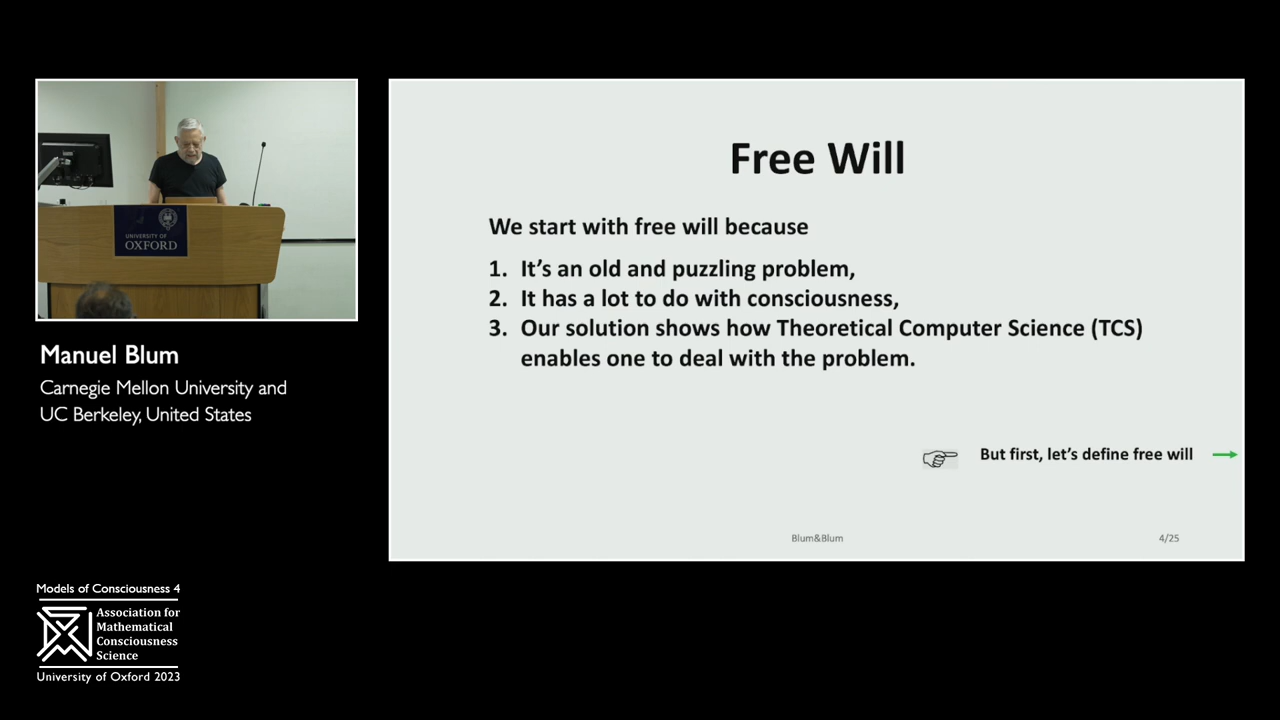 UNIVERSITY OF
OXFORD
Manuel Blum
Carnegie Mellon University and
UC Berkeley, United States
Models of Consciousness 4
Association for
Mathematical
Consciousness
Science
University of Oxford 2023
Free Will
We start with free will because
1. It's an old and puzzling problem,
2. It has a lot to do with consciousness,
3. Our solution shows how Theoretical Computer Science (TCS)
enables one to deal with the problem.
But first, let's define free will
Blum&Blum
4/25